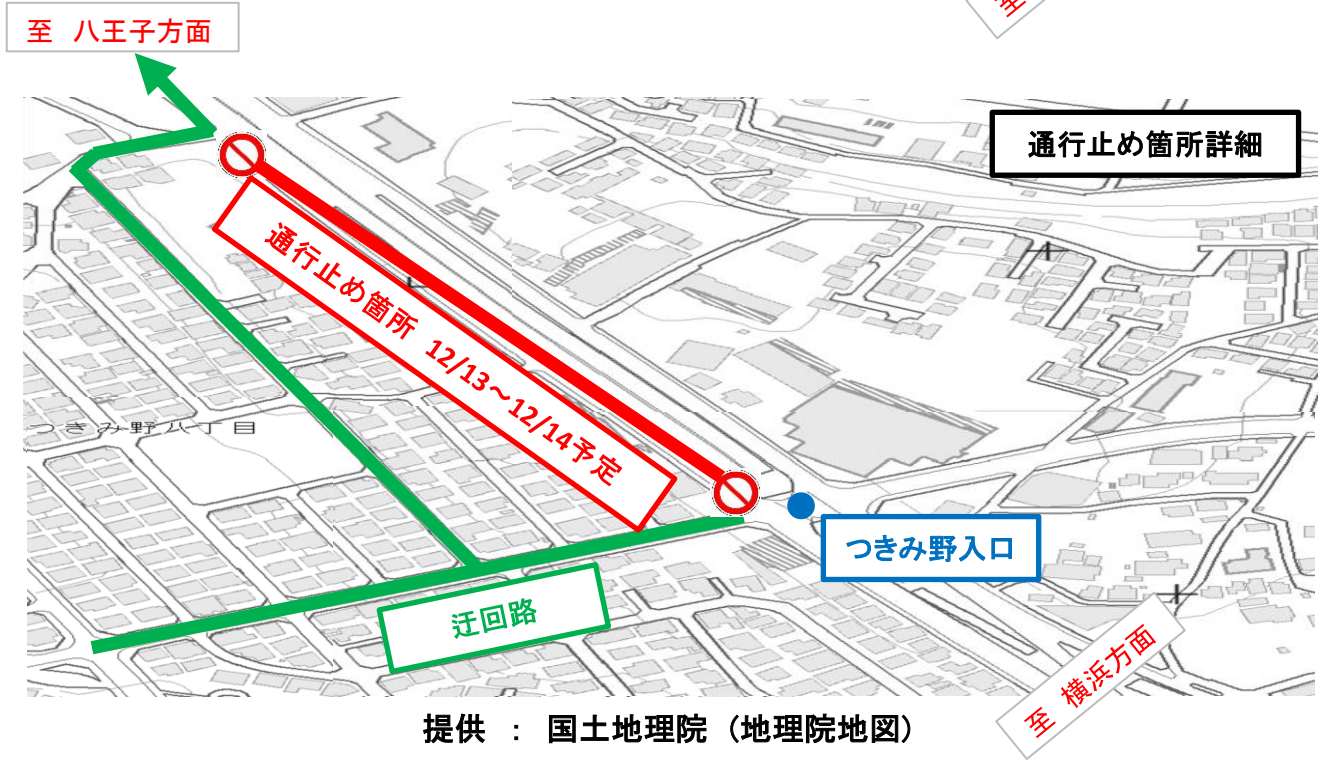 至
至 八王子方面
通行止め箇所詳細
通行止め箇所 12/13～12/14予定
つきみ野八丁目
つきみ野入口
迂回路
至 横浜方面
提供 ： 国土地理院（地理院地図）